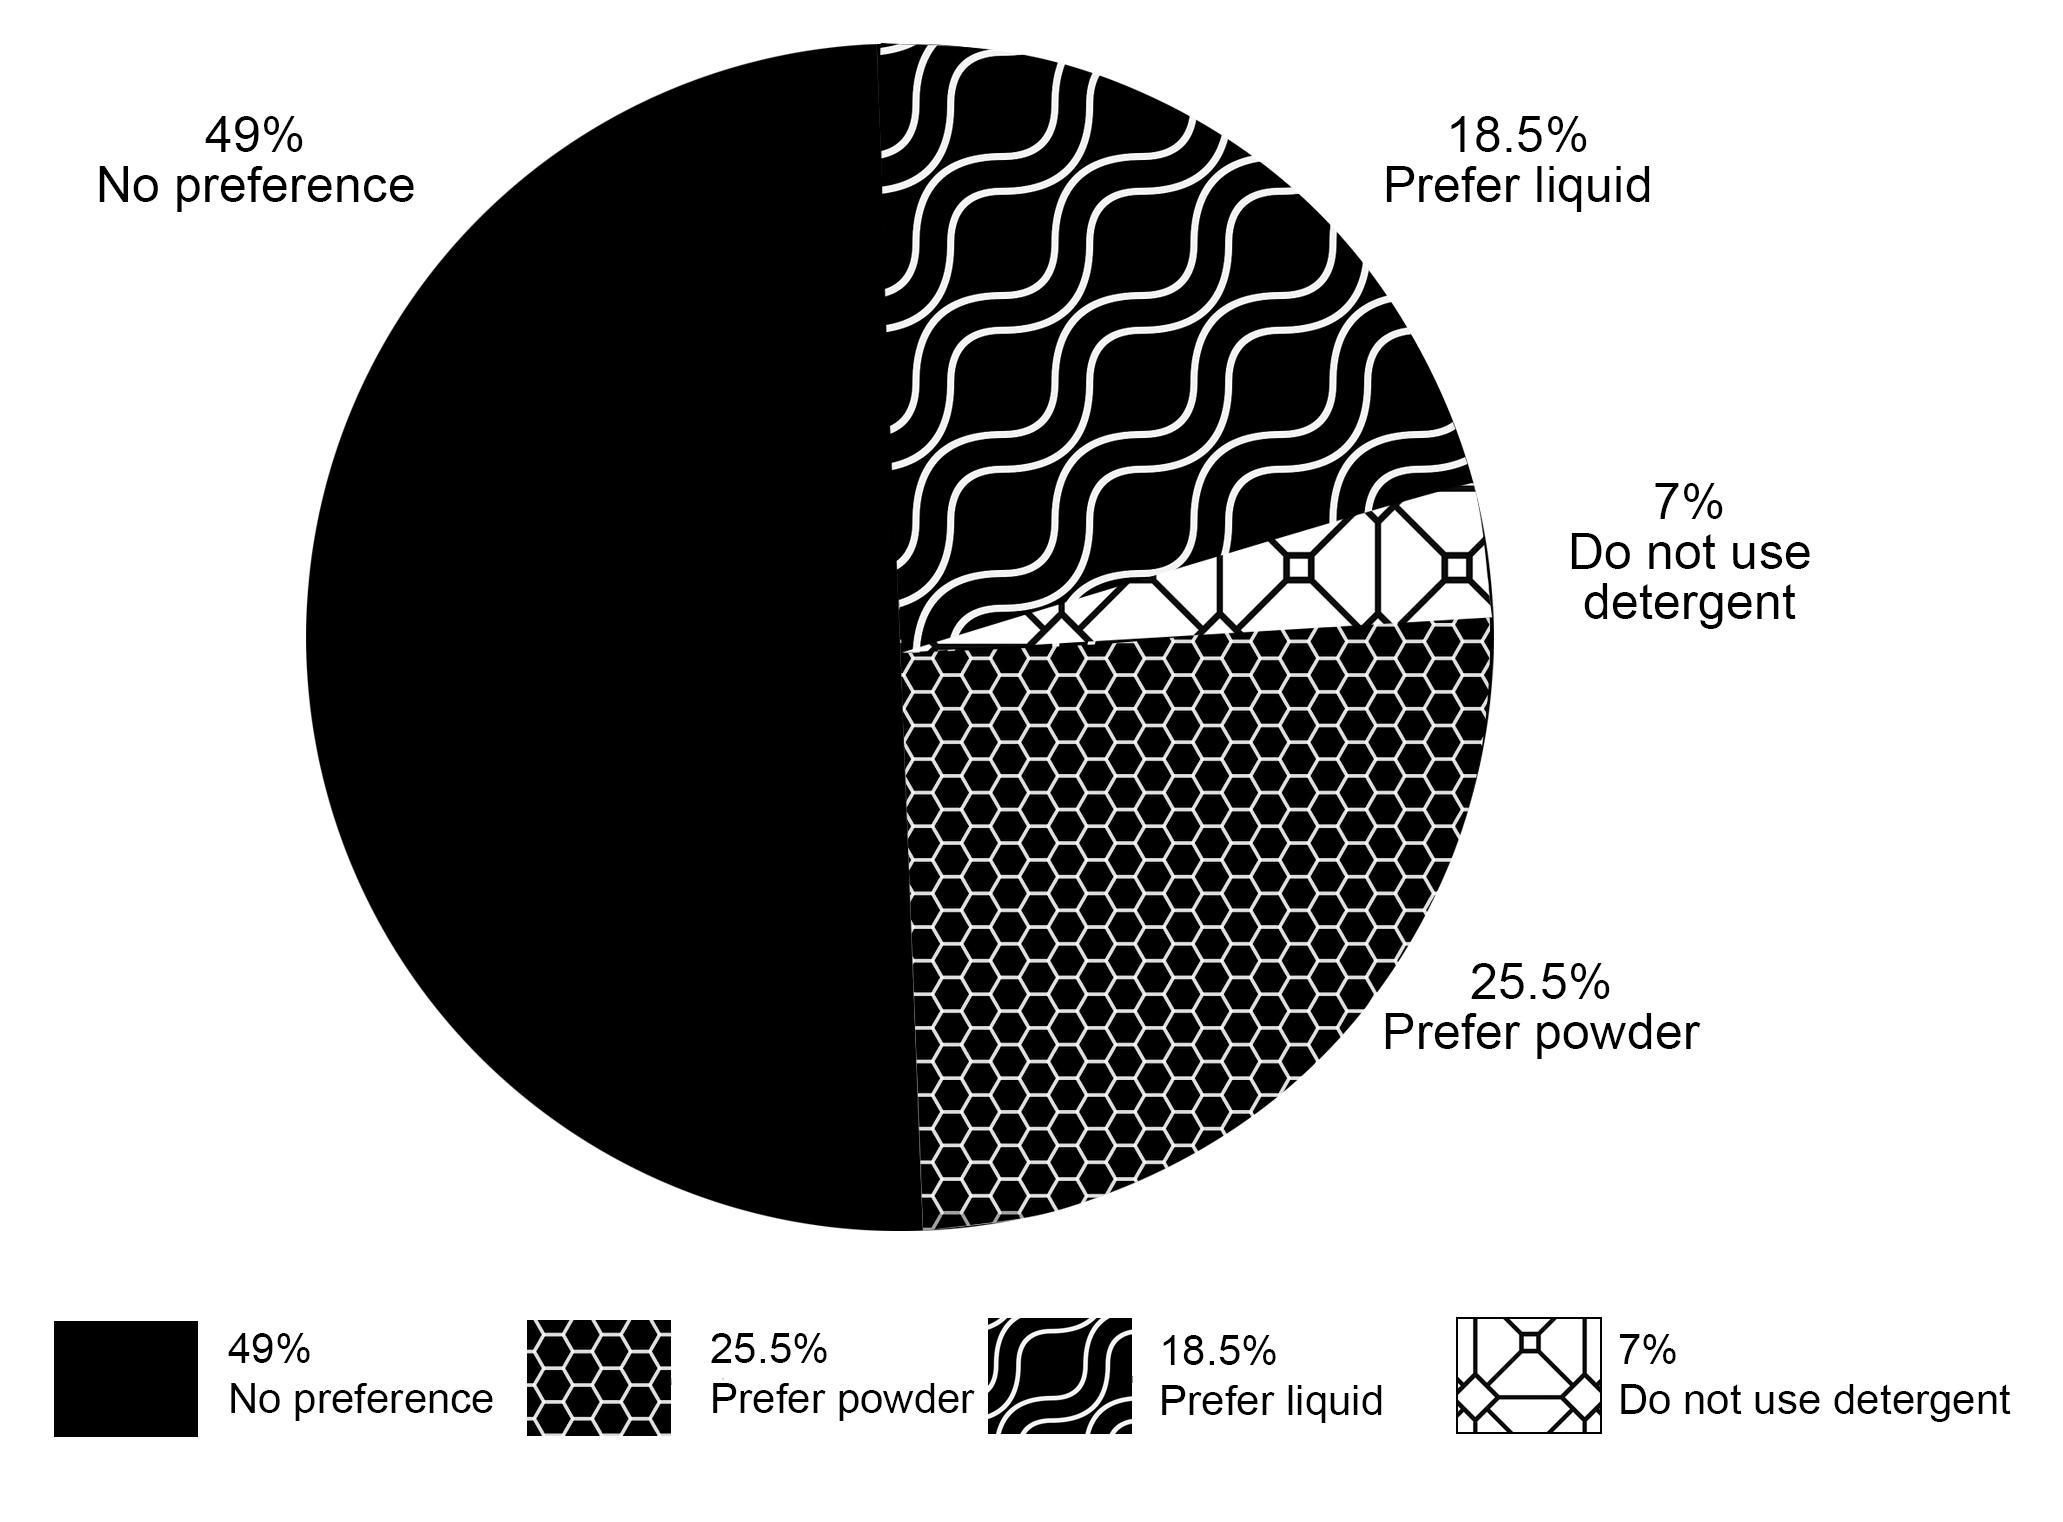 49%
No preference
18.5%
Prefer liquid
7%
Do not use
detergent
25.5%
Prefer powder
49%
No preference
25.5%
Prefer powder
18.5%
Prefer liquid
7%
Do not use detergent